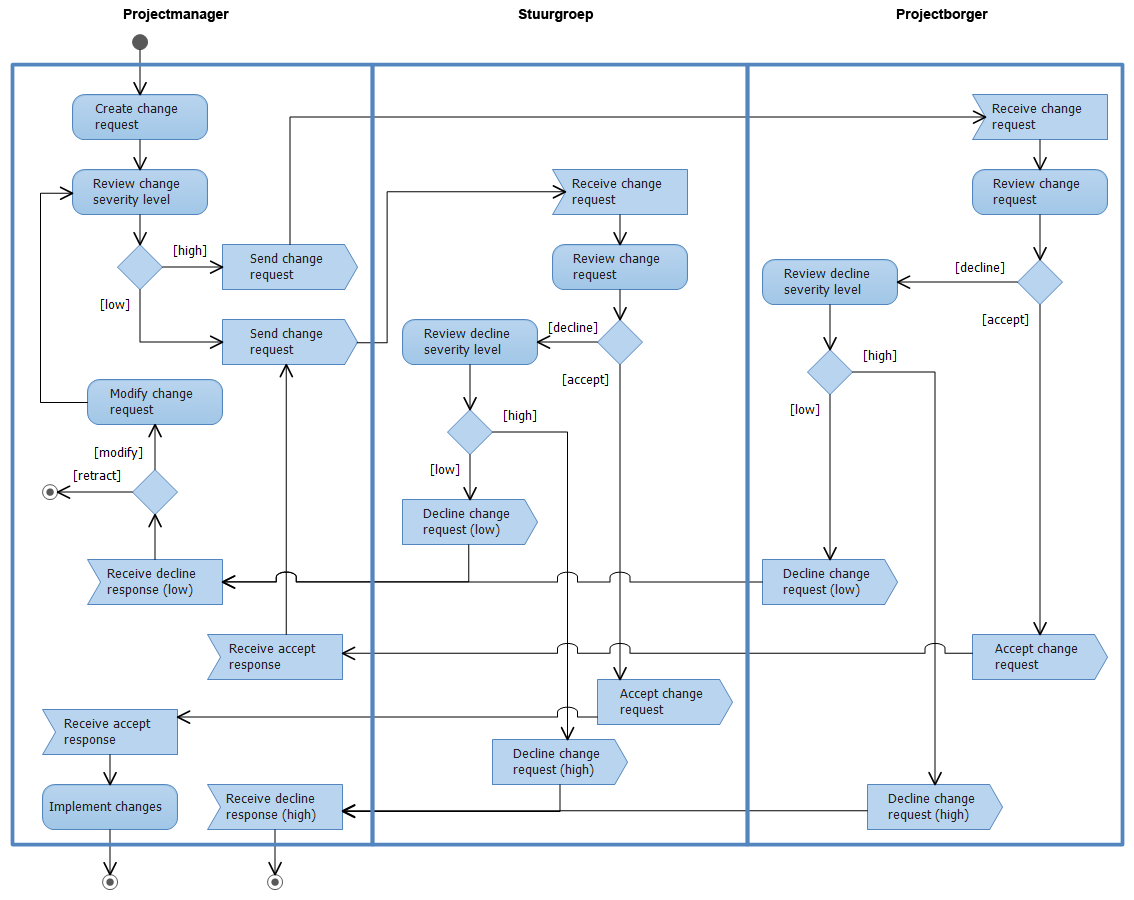 Projectmanager
Stuurgroep
Projectborger
Create change
request
Receive change
request
Review change
severity level
Receive change
request
Review change
request
[high]
Send change
request
Review change
request
[decline]
Review decline
severity level
[low]
[accept]
Send change
request
[decline]
Review decline
severity level
[high]
[accept]
[low]
Modify change
request
[high]
[modify]
[low]
[retract]
Decline change
request (low)
Receive decline
response (low)
Decline change
request (low)
Receive accept
response
Accept change
request
Accept change
request
Receive accept
response
Decline change
request (high)
Implement changes
Receive decline
response (high)
Decline change
request (high)